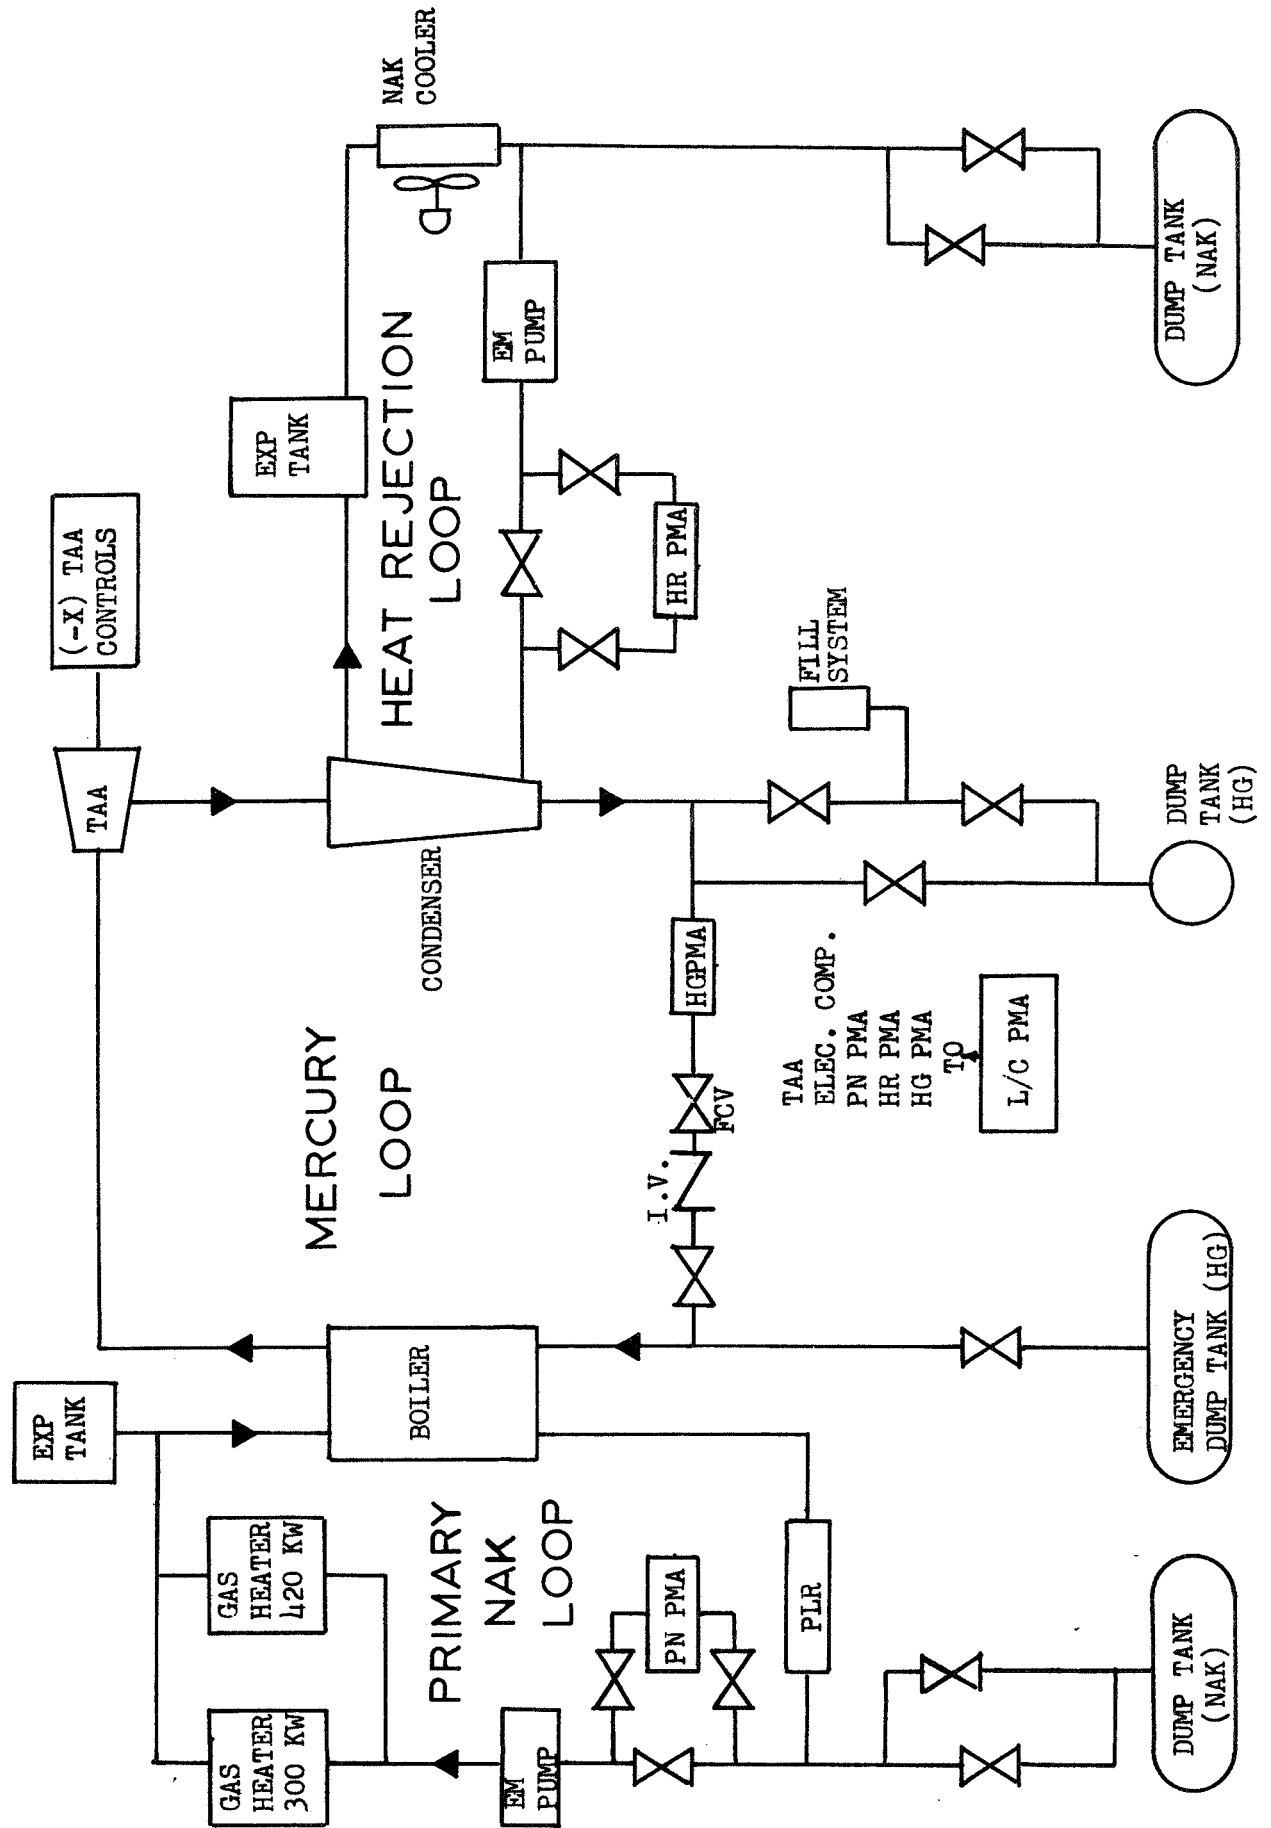 EXP
TANK
GAS
HEATER
420 KW
GAS
HEATER
300 KW
PRIMARY
NAK
LOOP
EM
PUMP
PN PMA
PLR
DUMP TANK
(NAK)
BOILER
MERCURY
LOOP
I.V.
FCV
HGPMA
EMERGENCY
DUMP TANK (HG)
TAA
(-X) TAA
CONTROLS
CONDENSER
TAA
ELEC. COMP.
PN PMA
HR PMA
HG PMA
TO
L/C PMA
FILL
SYSTEM
DUMP
TANK
(HG)
EXP
TANK
HEAT REJECTION
LOOP
NAK
COOLER
EM
PUMP
HR PMA
DUMP TANK
(NAK)